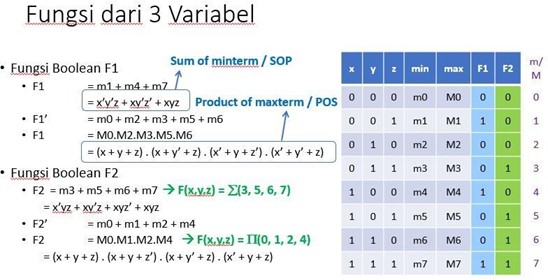 Fungsi dari 3 Variabel
Sum of minterm / SOP
• Fungsi Boolean F1
• F1 = m1 + m4 + m7
= x'y'z + xy'z' + xyz
Product of maxterm / POS
• F1' = m0 + m2 + m3 + m5 + m6
• F1 = M0.M2.M3.M5.M6
= (x + y + z) . (x + y' + z) . (x' + y + z') . (x' + y' + z)
• Fungsi Boolean F2
• F2 = m3 + m5 + m6 + m7 → F(x,y,z) = ∑(3, 5, 6, 7)
= x'yz + xy'z + xyz' + xyz
• F2' = m0 + m1 + m2 + m4
• F2 = M0.M1.M2.M4 → F(x,y,z) = ∏(0, 1, 2, 4)
= (x + y + z) . (x + y + z') . (x + y' + z) . (x' + y + z)
x y z min max F1 F2 m/M
0 0 0 m0 M0 0 0 0
0 0 1 m1 M1 1 0 1
0 1 0 m2 M2 0 0 2
0 1 1 m3 M3 0 1 3
1 0 0 m4 M4 1 0 4
1 0 1 m5 M5 0 1 5
1 1 0 m6 M6 0 1 6
1 1 1 m7 M7 1 1 7